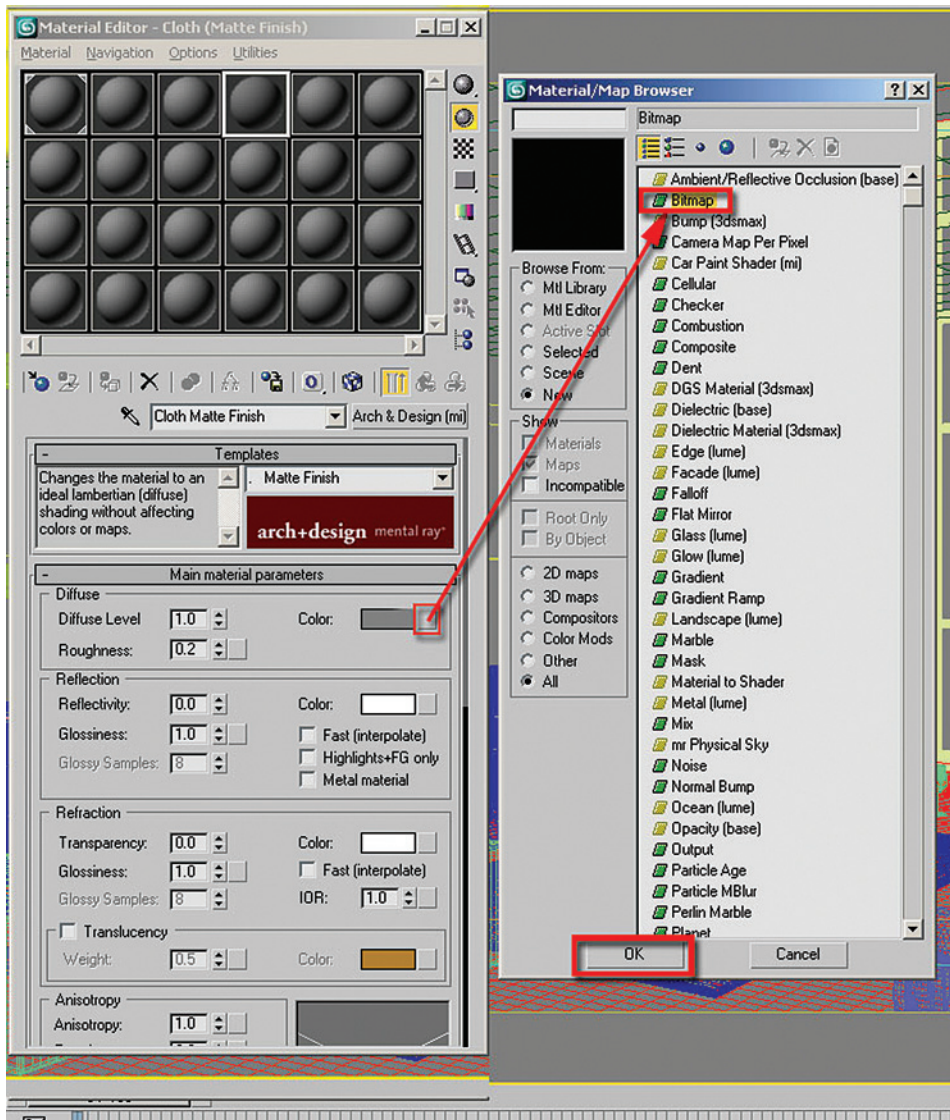 Material Editor - Cloth (Matte Finish)
Material Navigation Options Utilities
Cloth Matte Finish
Arch & Design (mi)
- Templates
Changes the material to an
ideal lambertian (diffuse)
shading without affecting
colors or maps.
. Matte Finish
arch+design mental ray
- Main material parameters
Diffuse
Diffuse Level 1.0 Color:
Roughness: 0.2
Reflection
Reflectivity: 0.0 Color:
Glossiness: 1.0 Fast (interpolate)
Glossy Samples: 8 Highlights+FG only
Metal material
Refraction
Transparency: 0.0 Color:
Glossiness: 1.0 Fast (interpolate)
Glossy Samples: 8 IOR: 1.0
Translucency
Weight: 0.5 Color:
Anisotropy
Anisotropy: 1.0
Material/Map Browser
Bitmap
Browse From:
Mtl Library
Mtl Editor
Active Slot
Selected
Scene
New
Show
Materials
Maps
Incompatible
Root Only
By Object
2D maps
3D maps
Compositors
Color Mods
Other
All
Ambient/Reflective Occlusion (base)
Bitmap
Bump (3dsmax)
Camera Map Per Pixel
Car Paint Shader (mi)
Cellular
Checker
Combustion
Composite
Dent
DGS Material (3dsmax)
Dielectric (base)
Dielectric Material (3dsmax)
Edge (lume)
Facade (lume)
Falloff
Flat Mirror
Glass (lume)
Glow (lume)
Gradient
Gradient Ramp
Landscape (lume)
Marble
Mask
Material to Shader
Metal (lume)
Mix
mr Physical Sky
Noise
Normal Bump
Ocean (lume)
Opacity (base)
Output
Particle Age
Particle MBlur
Perlin Marble
Planet
OK Cancel